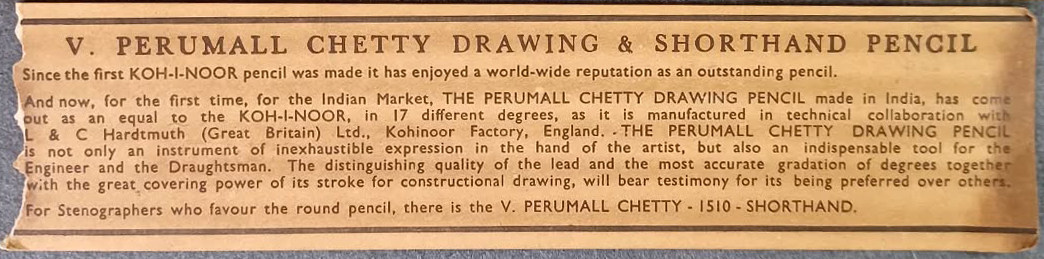 V. PERUMALL CHETTY DRAWING & SHORTHAND PENCIL
Since the first KOH-I-NOOR pencil was made it has enjoyed a world-wide reputation as an outstanding pencil.
And now, for the first time, for the Indian Market, THE PERUMALL CHETTY DRAWING PENCIL made in India, has come
out as an equal to the KOH-I-NOOR, in 17 different degrees, as it is manufactured in technical collaboration with
L & C Hardtmuth (Great Britain) Ltd., Kohinoor Factory, England. - THE PERUMALL CHETTY DRAWING PENCIL
is not only an instrument of inexhaustible expression in the hand of the artist, but also an indispensable tool for the
Engineer and the Draughtsman. The distinguishing quality of the lead and the most accurate gradation of degrees together
with the great covering power of its stroke for constructional drawing, will bear testimony for its being preferred over others.
For Stenographers who favour the round pencil, there is the V. PERUMALL CHETTY - 1510 - SHORTHAND.